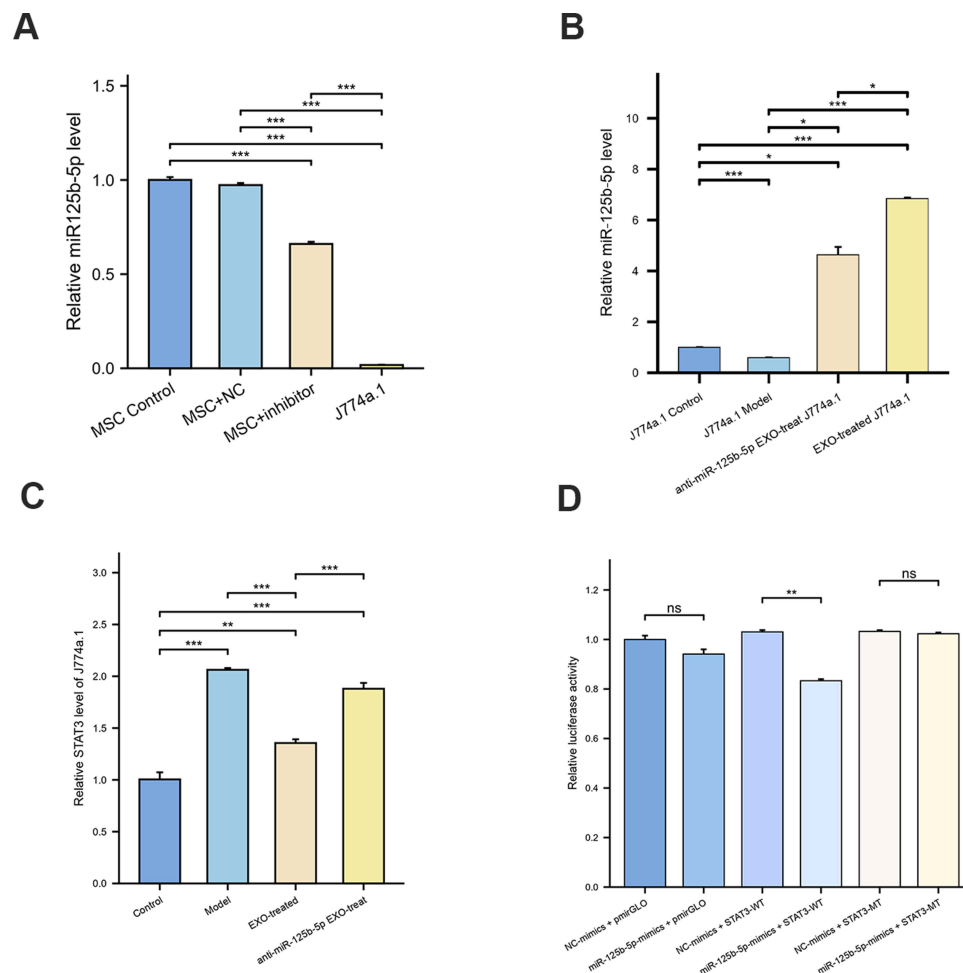 A
Relative miR125b-5p level
1.5
1.0
0.5
0.0
***
***
***
***
***
MSC Control
MSC+NC
MSC+inhibitor
J774a.1
B
Relative miR-125b-5p level
10
8
6
4
2
0
*
***
*
***
*
***
J774a.1 Control
J774a.1 Model
anti-miR-125b-5p EXO-treat J774a.1
EXO-treated J774a.1
C
Relative STAT3 level of J774a.1
3.0
2.5
2.0
1.5
1.0
0.5
0.0
***
***
***
**
***
Control
Model
EXO-treated
anti-miR-125b-5p EXO-treat
D
Relative luciferase activity
1.2
1.0
0.8
0.6
0.4
0.2
0.0
ns
**
ns
NC-mimics + pmirGLO
miR-125b-5p-mimics + pmirGLO
NC-mimics + STAT3-WT
miR-125b-5p-mimics + STAT3-WT
NC-mimics + STAT3-MT
miR-125b-5p-mimics + STAT3-MT